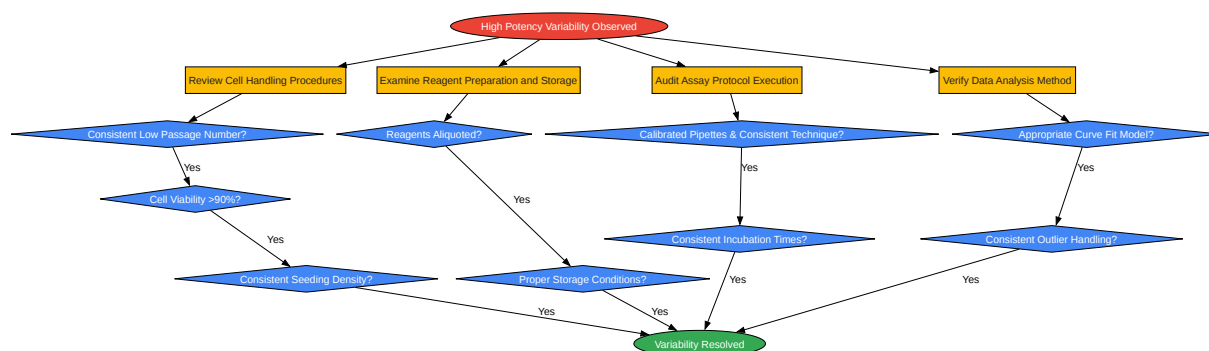 High Potency Variability Observed
Review Cell Handling Procedures
Examine Reagent Preparation and Storage
Audit Assay Protocol Execution
Verify Data Analysis Method
Consistent Low Passage Number?
Reagents Aliquoted?
Calibrated Pipettes & Consistent Technique?
Appropriate Curve Fit Model?
Yes
Yes
Yes
Cell Viability >90%?
Yes
Yes
Consistent Incubation Times?
Consistent Outlier Handling?
Consistent Seeding Density?
Proper Storage Conditions?
Yes
Yes
Yes
Yes
Variability Resolved